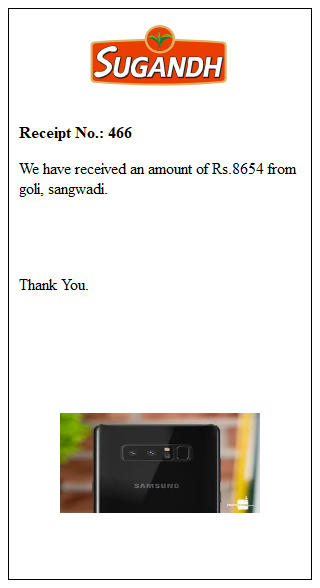 SUGANDH
Receipt No.: 466
We have received an amount of Rs.8654 from
goli, sangwadi.
Thank You.
SAMSUNG